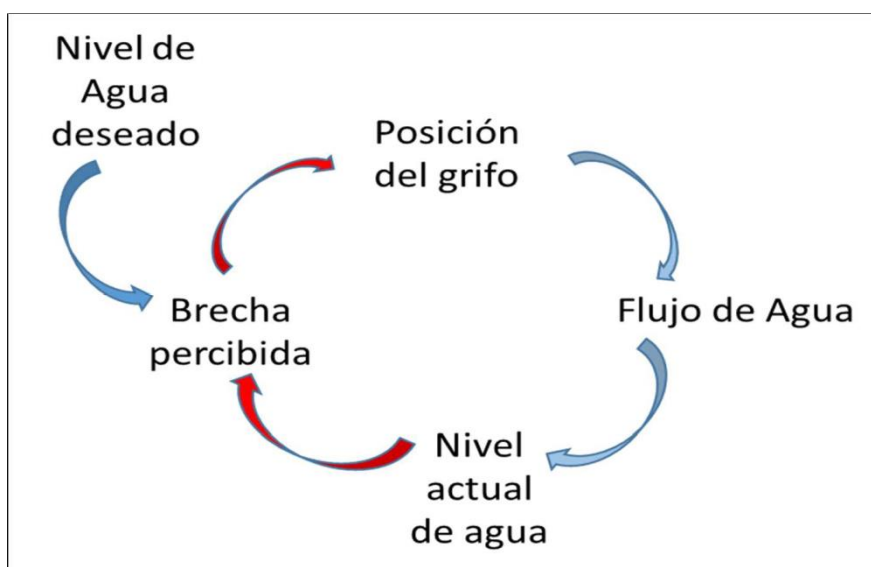 Nivel de
Agua
deseado
Posición
del grifo
Brecha
percibida
Flujo de Agua
Nivel
actual
de agua